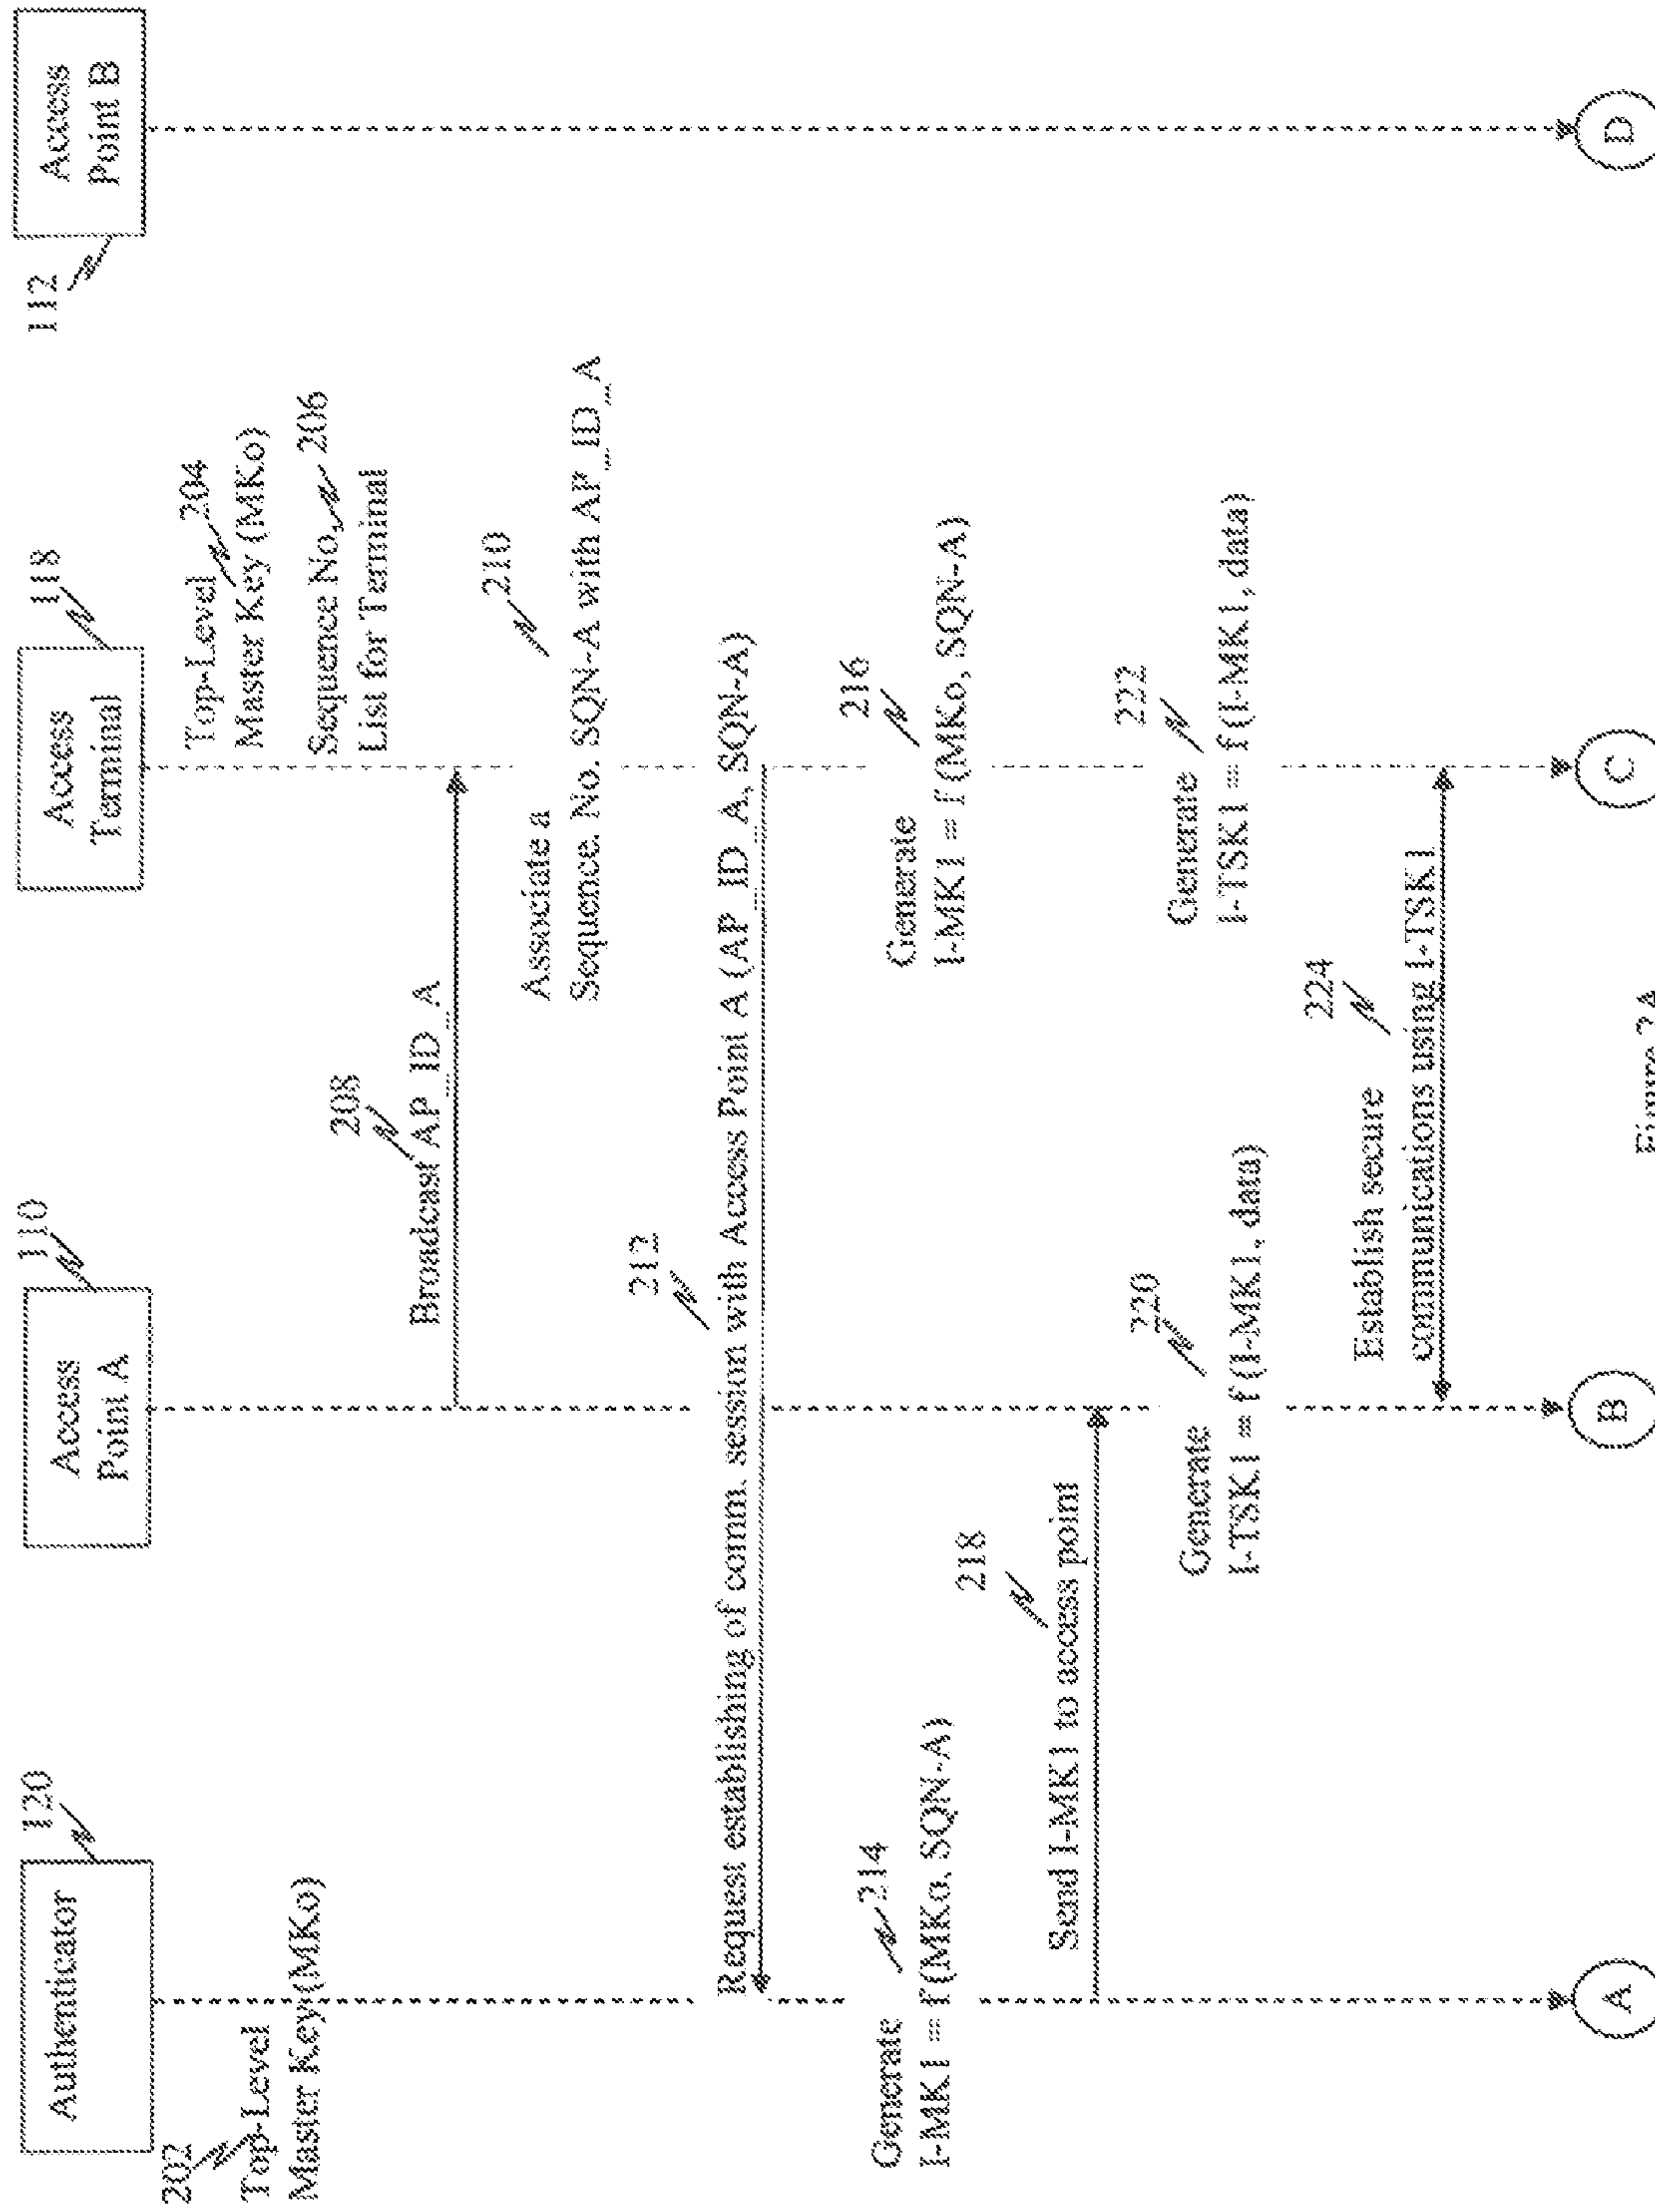 Authenticator
120
Access
Point A
110
Access
Terminal
118
Access
Point B
112
202
Top-Level
Master Key(MKo)
Top-Level
204
Master Key (MKo)
Sequence No.
206
List for Terminal
208
Broadcast AP_ID_A
Associate a
210
Sequence. No. SQN-A with AP_ID_A
212
Request establishing of comm. session with Access Point A (AP_ID_A, SQN-A)
Generate
214
I-MK1 = f (MKo, SQN-A)
Generate
216
I-MK1 = f (MKo, SQN-A)
218
Send I-MK1 to access point
Generate
220
I-TSK1 = f (I-MK1, data)
Generate
222
I-TSK1 = f (I-MK1, data)
Establish secure
224
communications using I-TSK1
A
B
C
D
Figure 2A